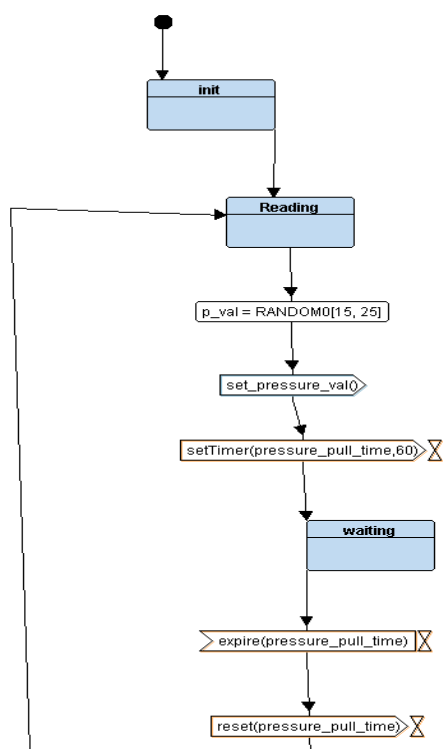 init
Reading
p_val = RANDOM0[15, 25]
set_pressure_val()
setTimer(pressure_pull_time,60)
waiting
expire(pressure_pull_time)
reset(pressure_pull_time)